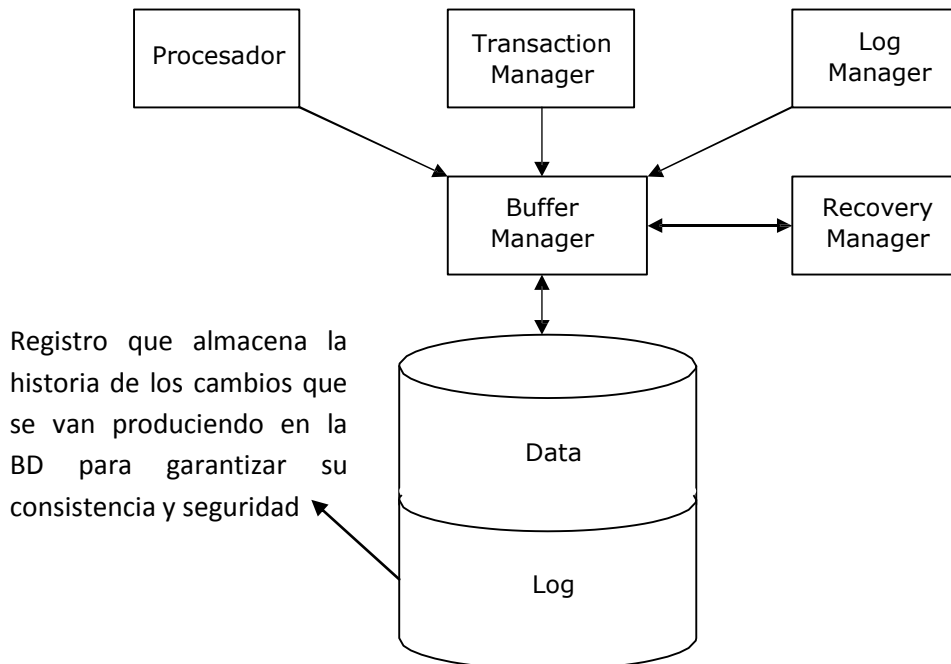 Procesador
Transaction
Manager
Log
Manager
Buffer
Manager
Recovery
Manager
Registro que almacena la
historia de los cambios que
se van produciendo en la
BD para garantizar su
consistencia y seguridad
Data
Log